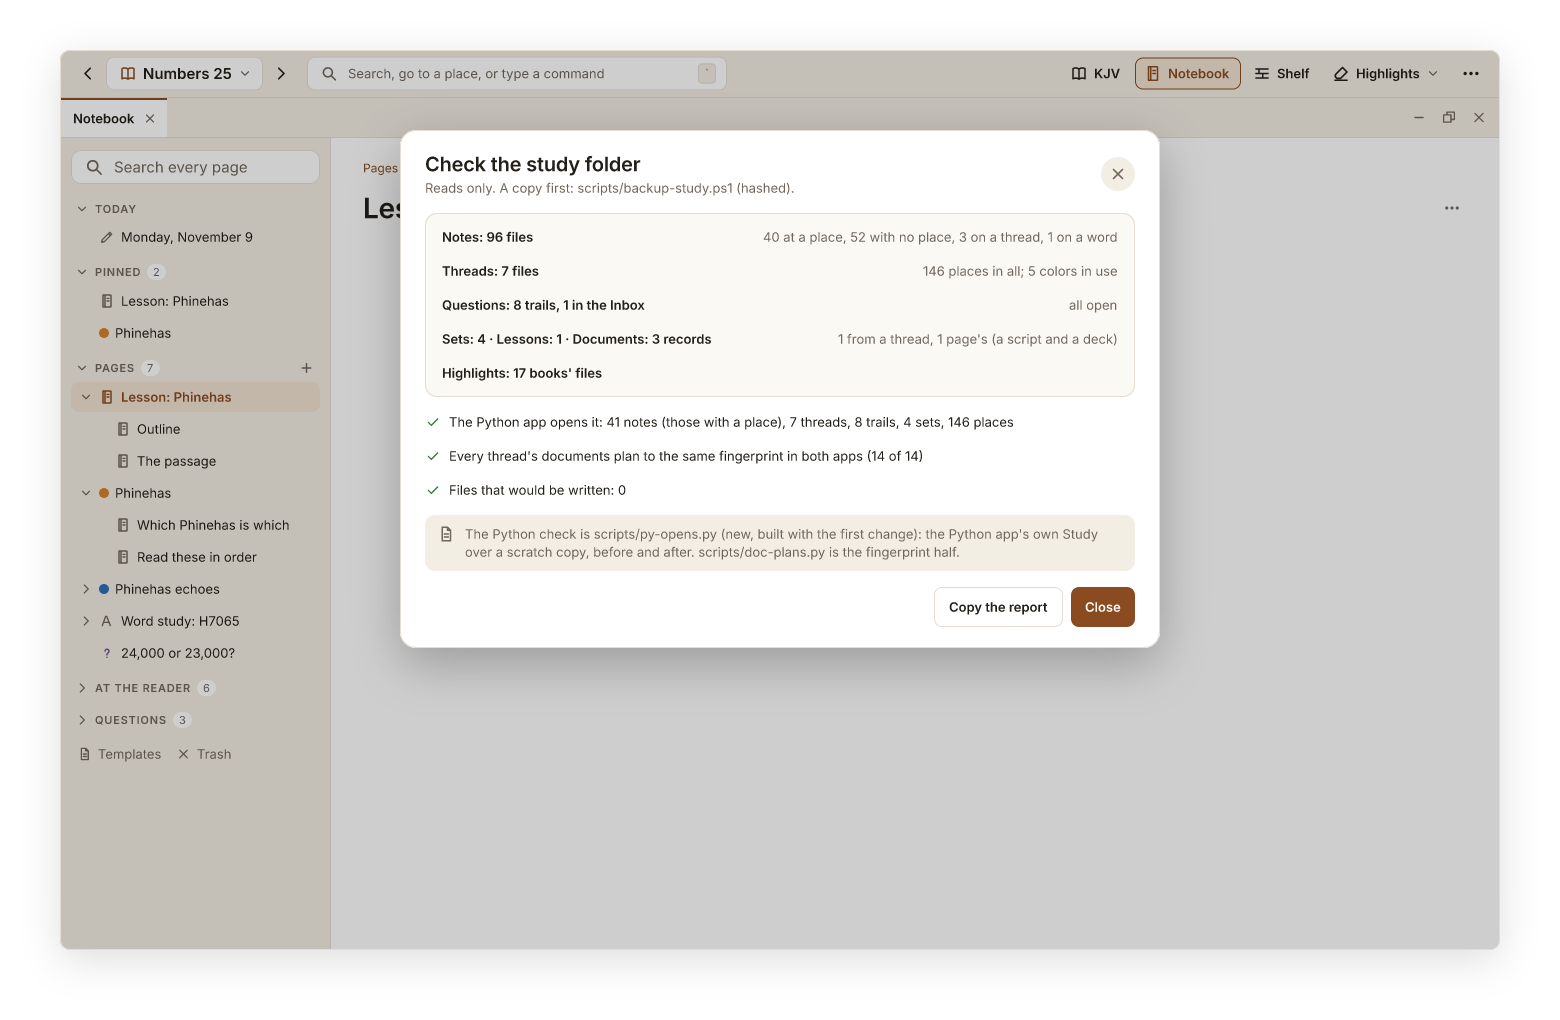 Numbers 25
Search, go to a place, or type a command
KJV
Notebook
Shelf
Highlights
Notebook
Search every page
TODAY
Monday, November 9
PINNED 2
Lesson: Phinehas
Phinehas
PAGES 7
Lesson: Phinehas
Outline
The passage
Phinehas
Which Phinehas is which
Read these in order
Phinehas echoes
A Word study: H7065
? 24,000 or 23,000?
AT THE READER 6
QUESTIONS 3
Templates
Trash
Pages
Les
Check the study folder
Reads only. A copy first: scripts/backup-study.ps1 (hashed).
Notes: 96 files 40 at a place, 52 with no place, 3 on a thread, 1 on a word
Threads: 7 files 146 places in all; 5 colors in use
Questions: 8 trails, 1 in the Inbox all open
Sets: 4 · Lessons: 1 · Documents: 3 records 1 from a thread, 1 page's (a script and a deck)
Highlights: 17 books' files
The Python app opens it: 41 notes (those with a place), 7 threads, 8 trails, 4 sets, 146 places
Every thread's documents plan to the same fingerprint in both apps (14 of 14)
Files that would be written: 0
The Python check is scripts/py-opens.py (new, built with the first change): the Python app's own Study
over a scratch copy, before and after. scripts/doc-plans.py is the fingerprint half.
Copy the report
Close